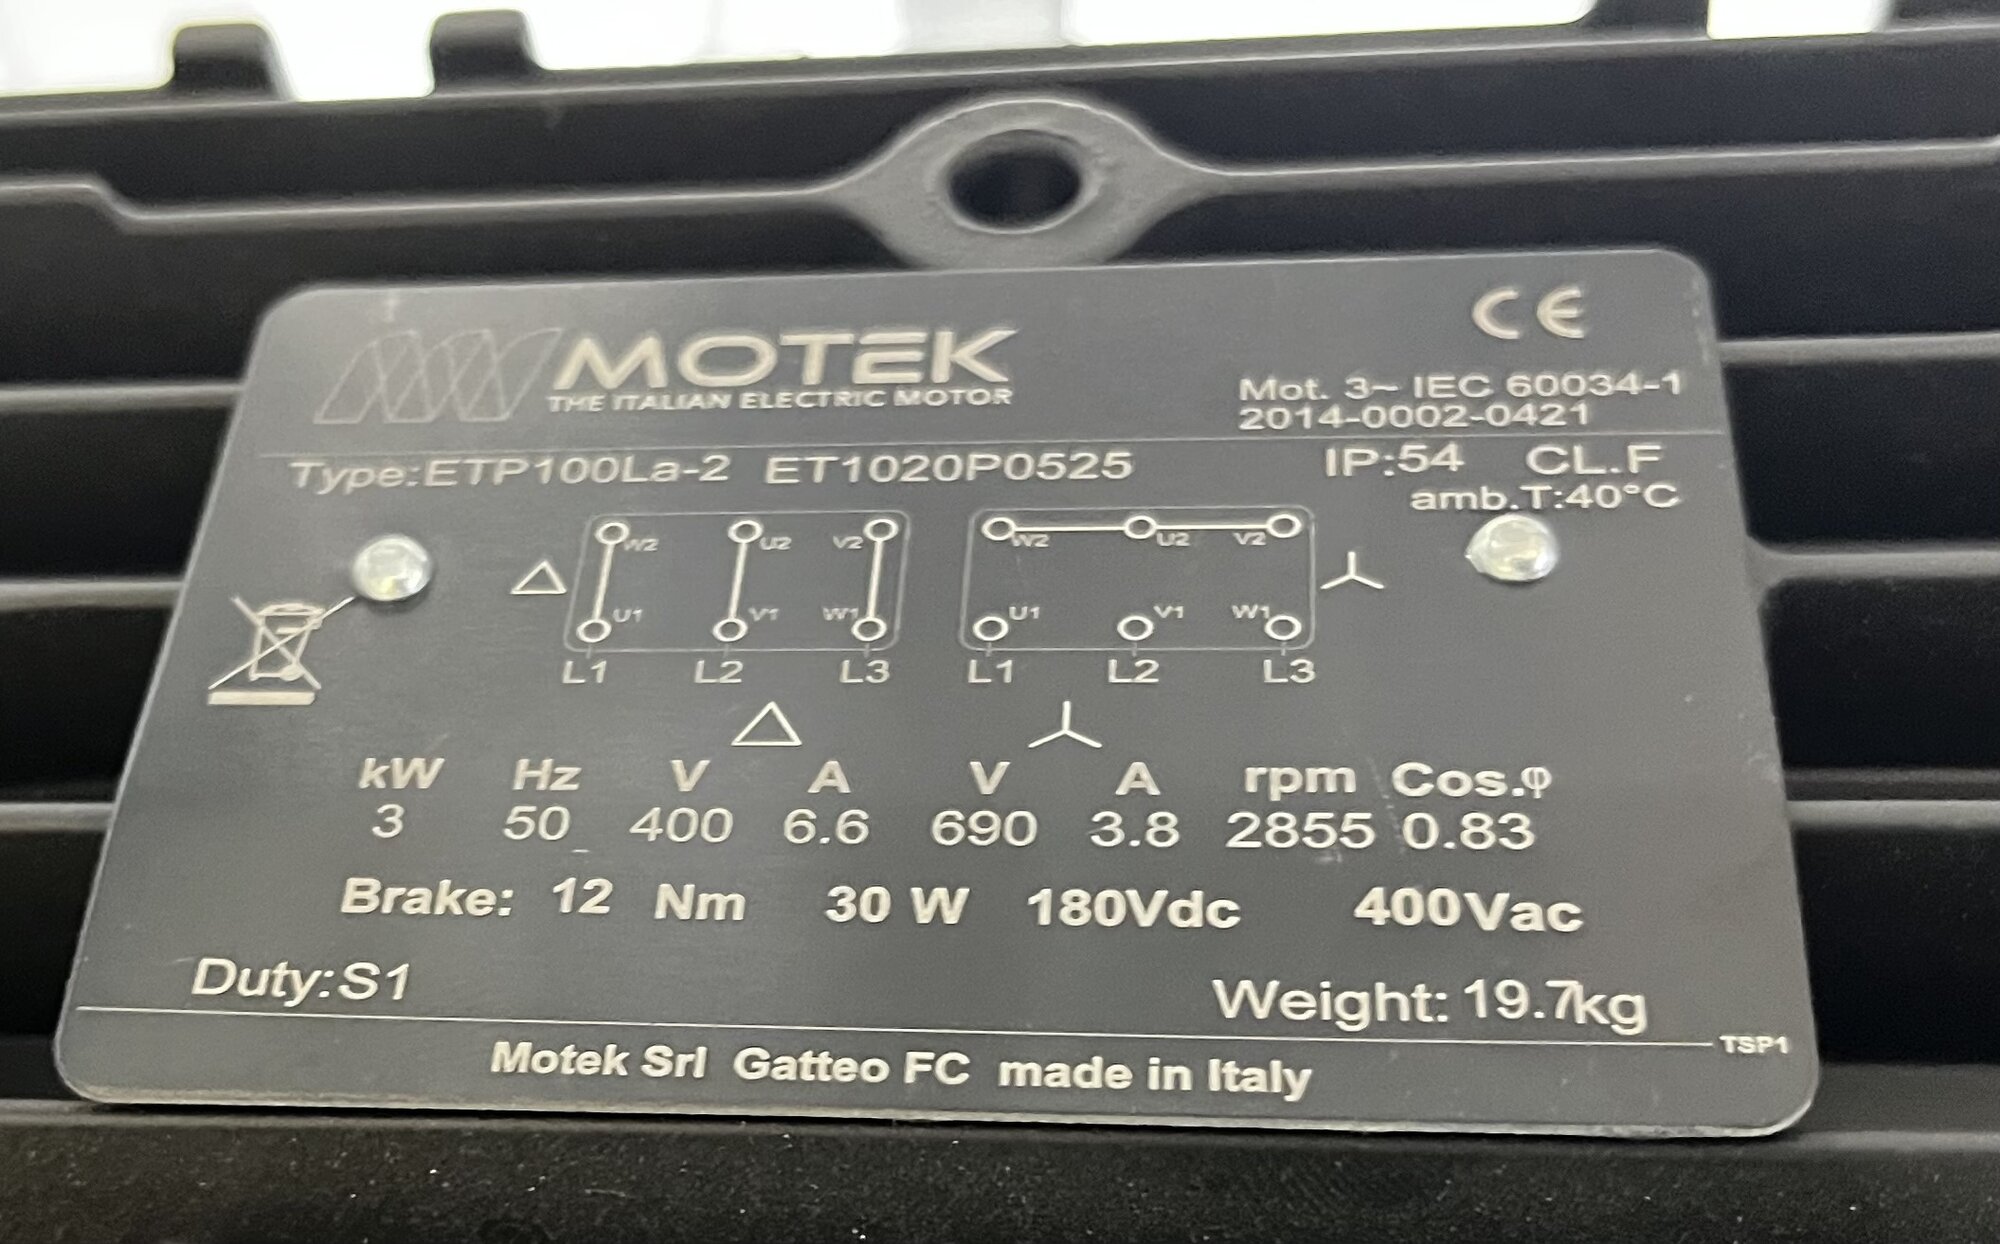 MOTEK
THE ITALIAN ELECTRIC MOTOR
CE
Mot. 3~ IEC 60034-1
2014-0002-0421
Type:ETP100La-2 ET1020P0525 IP:54 CL.F
amb.T:40°C
W2 U2 V2 W2 U2 V2
U1 V1 W1 U1 V1 W1
L1 L2 L3 L1 L2 L3
kW Hz V A V A rpm Cos.φ
3 50 400 6.6 690 3.8 2855 0.83
Brake: 12 Nm 30 W 180Vdc 400Vac
Duty:S1 Weight: 19.7kg
TSP1
Motek Srl Gatteo FC made in Italy